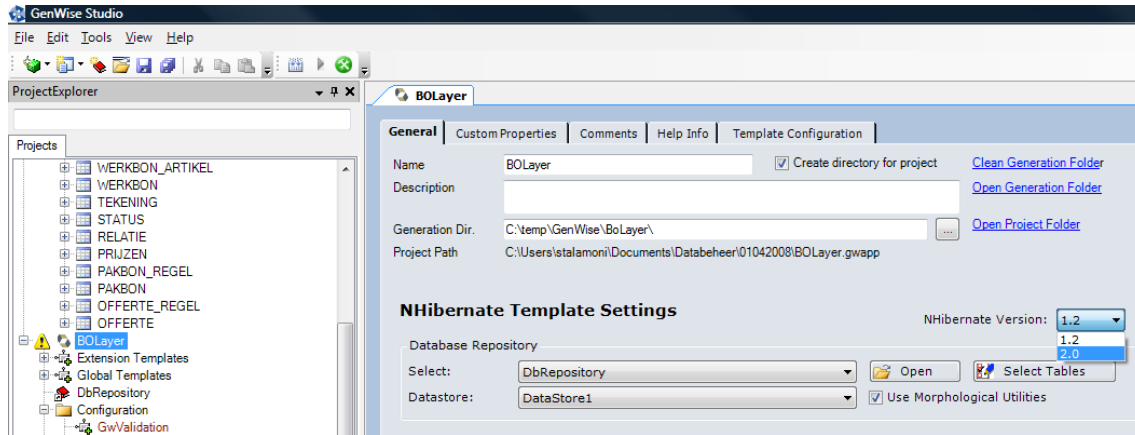 GenWise Studio
File Edit Tools View Help
ProjectExplorer
Projects
WERKBON_ARTIKEL
WERKBON
TEKENING
STATUS
RELATIE
PRIJZEN
PAKBON_REGEL
PAKBON
OFFERTE_REGEL
OFFERTE
BOLayer
Extension Templates
Global Templates
DbRepository
Configuration
GwValidation
BOLayer
General Custom Properties Comments Help Info Template Configuration
Name BOLayer Create directory for project Clean Generation Folder
Description Open Generation Folder
Generation Dir. C:\temp\GenWise\BoLayer\ ... Open Project Folder
Project Path C:\Users\stalamoni\Documents\Databeheer\01042008\BOLayer.gwapp
NHibernate Template Settings
NHibernate Version: 1.2
1.2
2.0
Database Repository
Select: DbRepository Open Select Tables
Datastore: DataStore1 Use Morphological Utilities